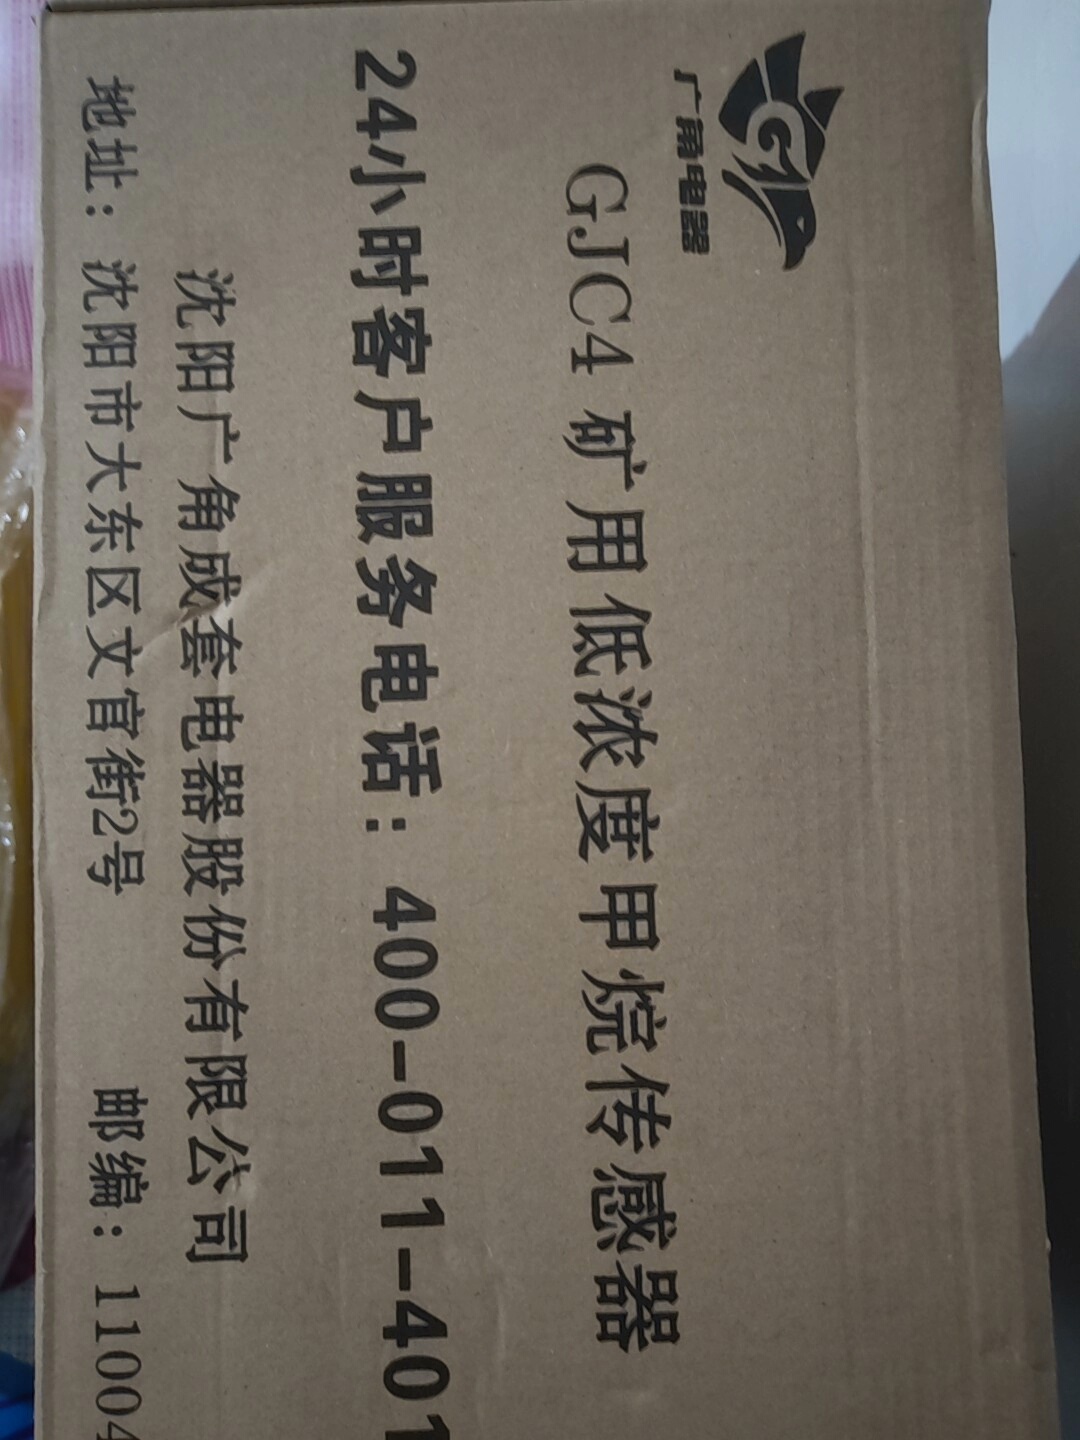 广角电器
GJC4 矿用低浓度甲烷传感器
24小时客户服务电话：400-011-401
沈阳广角成套电器股份有限公司
地址：沈阳市大东区文官街2号 邮编：11004